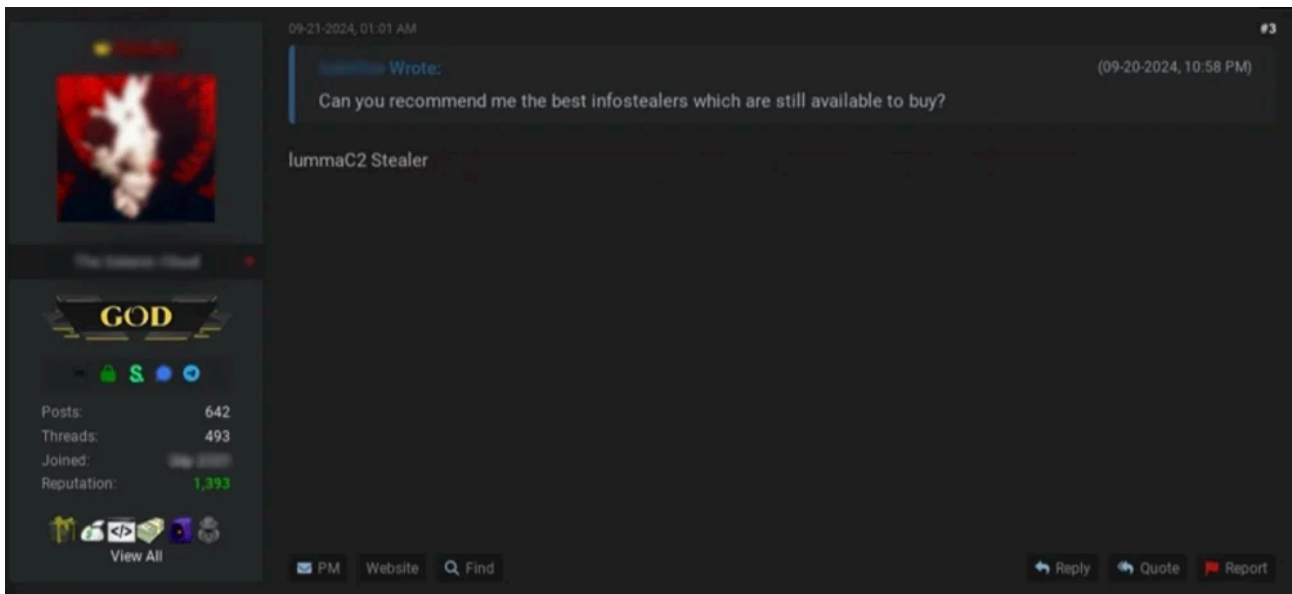 09-21-2024, 01:01 AM
#3
Wrote:
(09-20-2024, 10:58 PM)
Can you recommend me the best infostealers which are still available to buy?
lummaC2 Stealer
GOD
Posts: 642
Threads: 493
Joined:
Reputation: 1,393
View All
PM Website Find
Reply Quote Report